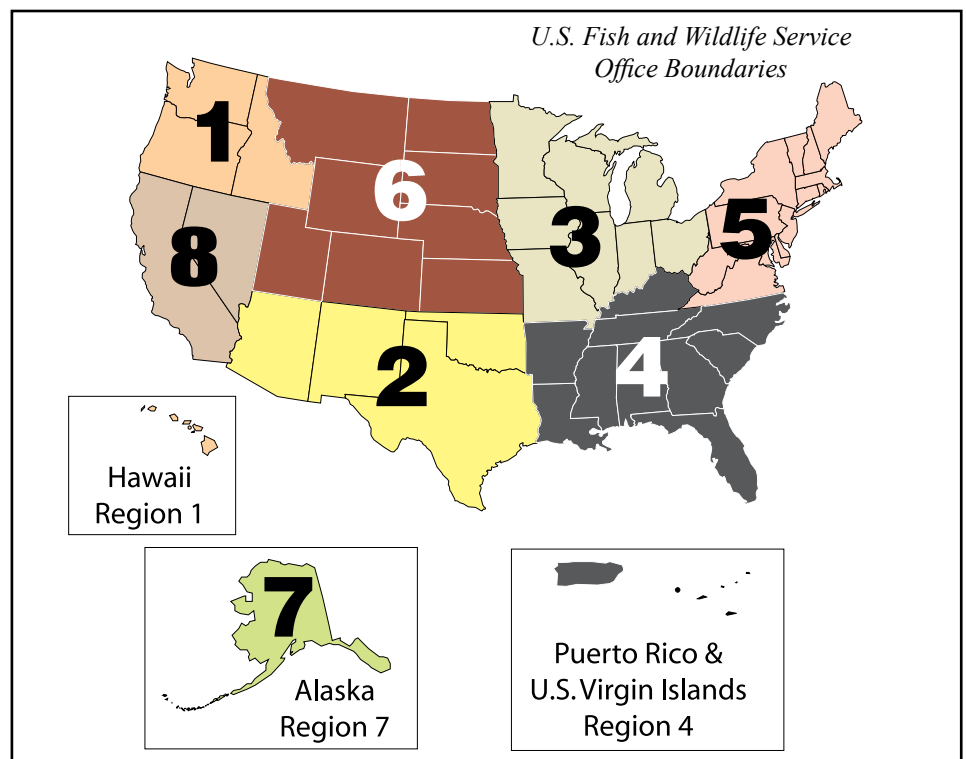 U.S. Fish and Wildlife Service
Office Boundaries
1
6
3
5
8
2
4
Hawaii
Region 1
7
Alaska
Region 7
Puerto Rico &
U.S. Virgin Islands
Region 4